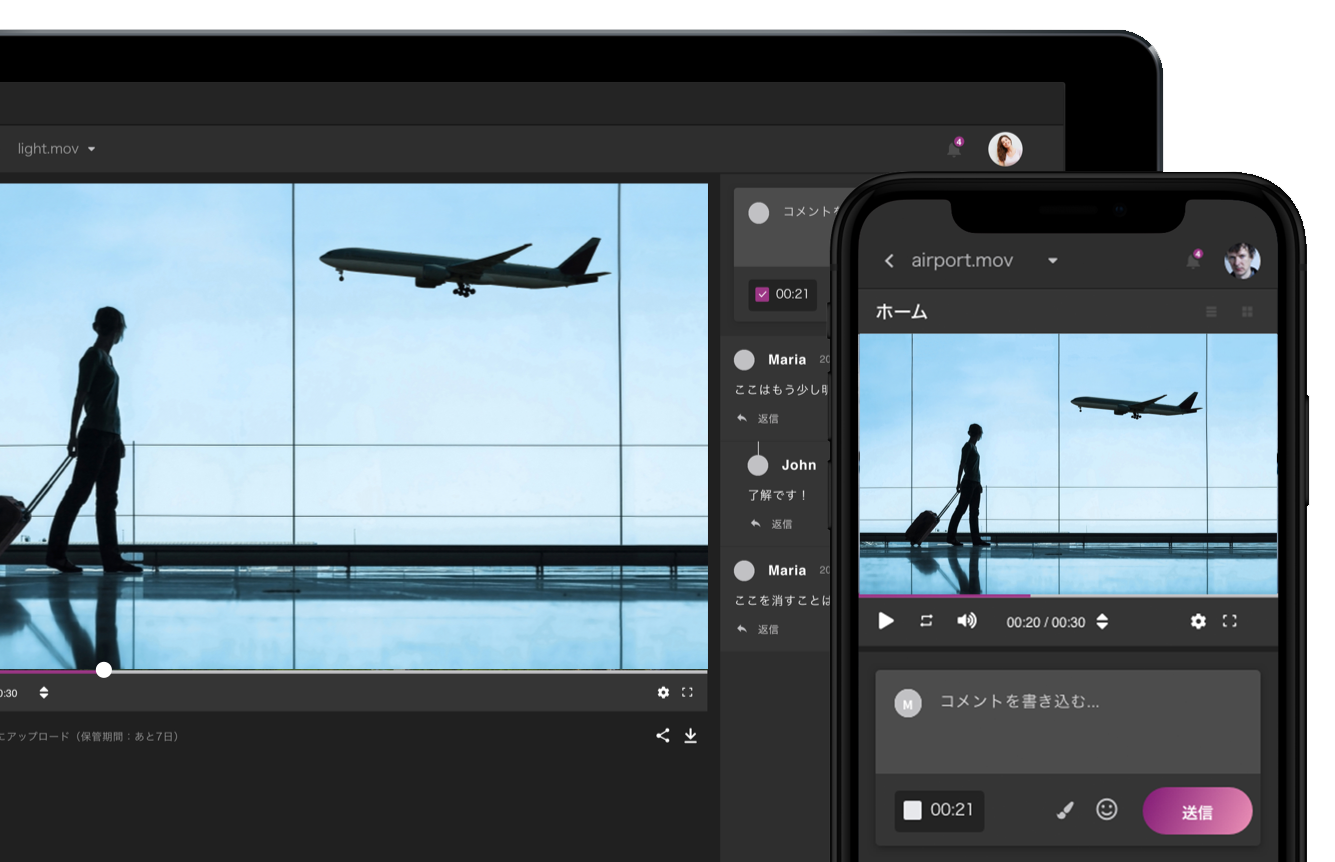 light.mov
4
コメントを
00:21
Maria 20
ここはもう少し明
返信
John
了解です！
返信
Maria 20
ここを消すことは
返信
0:30
にアップロード（保管期間：あと7日）
airport.mov
4
ホーム
00:20 / 00:30
M
コメントを書き込む...
00:21
送信